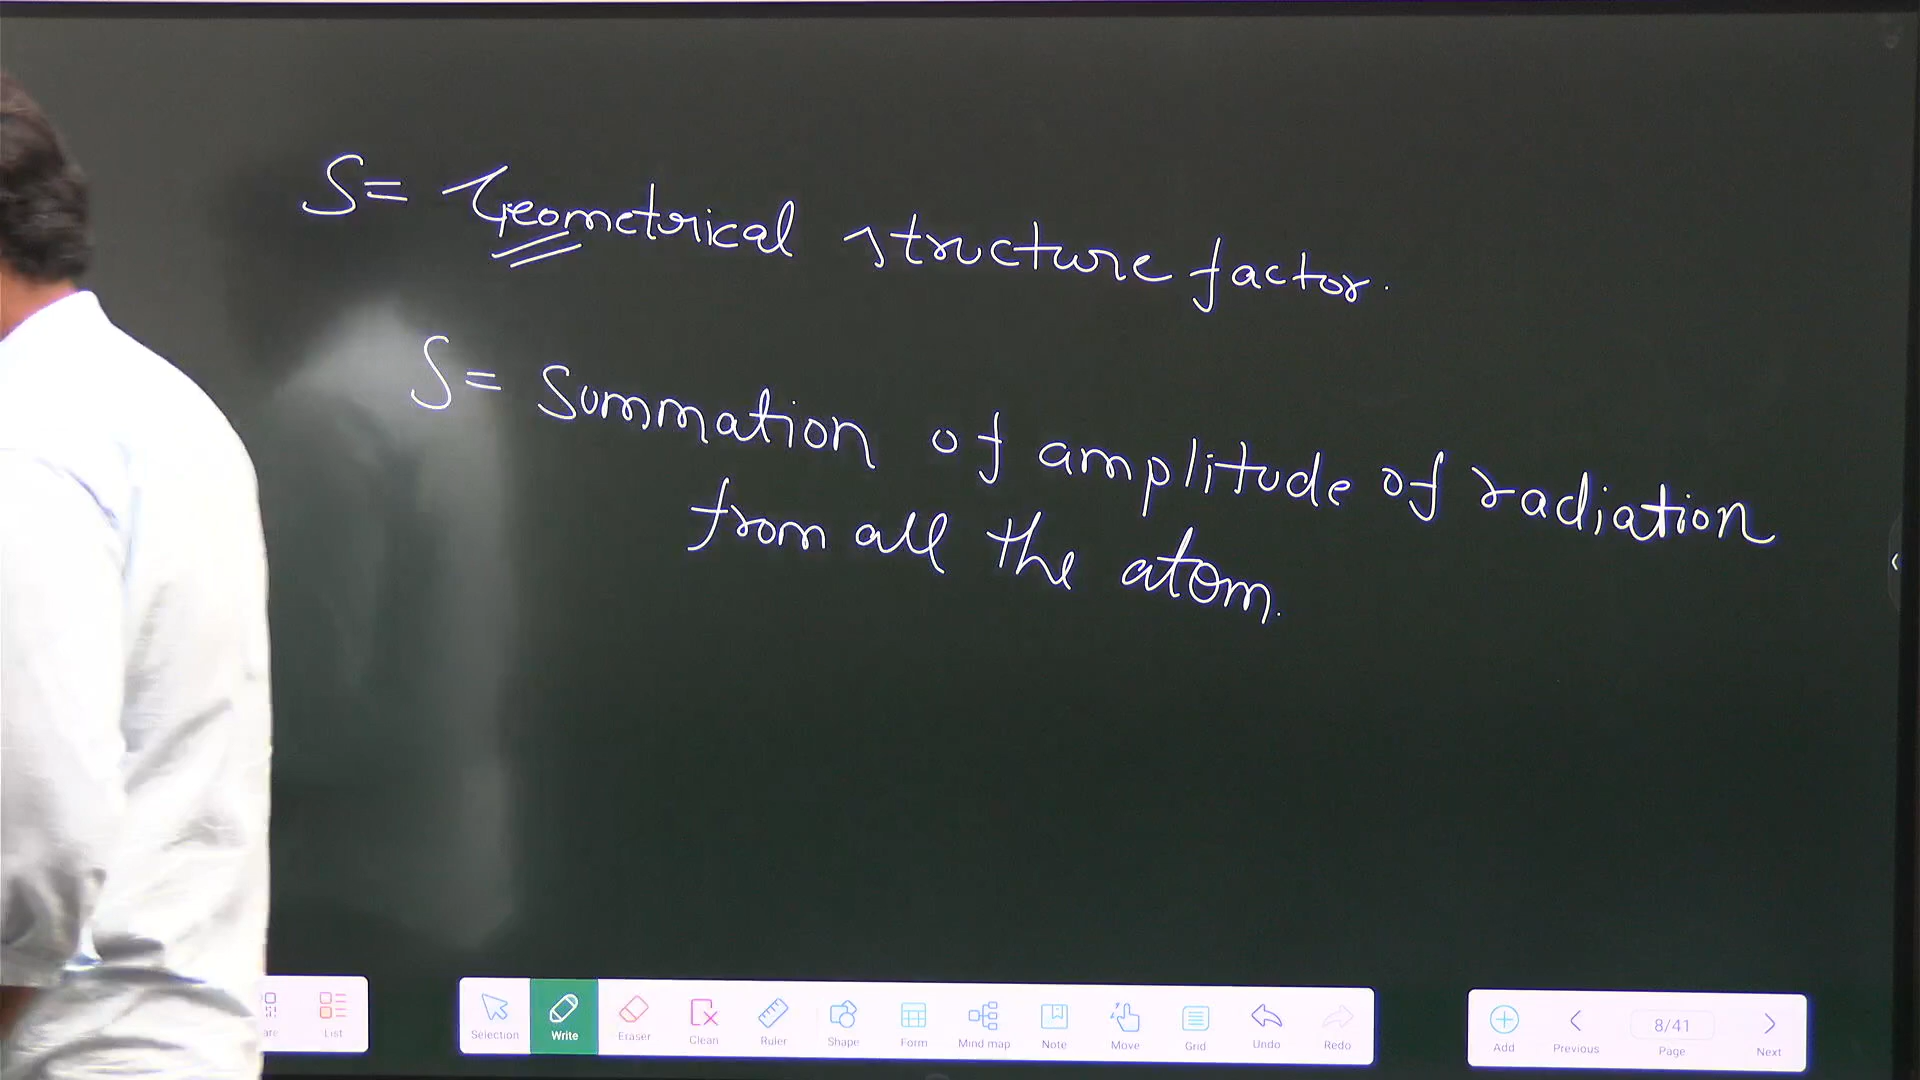 S= Geometrical structure factor.
S= Summation of amplitude of radiation
from all the atom.
List
Selection
Write
Eraser
Clean
Ruler
Shape
Form
Mind map
Note
Move
Grid
Undo
Redo
Add
Previous
8/41
Page
Next